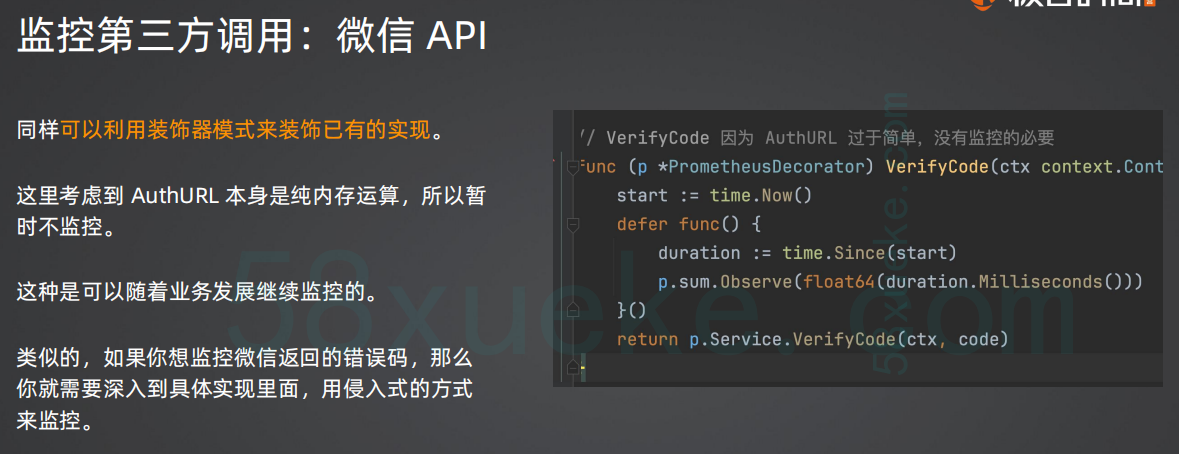 监控第三方调用：微信 API
同样可以利用装饰器模式来装饰已有的实现。
这里考虑到 AuthURL 本身是纯内存运算，所以暂
时不监控。
这种是可以随着业务发展继续监控的。
类似的，如果你想监控微信返回的错误码，那么
你就需要深入到具体实现里面，用侵入式的方式
来监控。
// VerifyCode 因为 AuthURL 过于简单，没有监控的必要
func (p *PrometheusDecorator) VerifyCode(ctx context.Cont
start := time.Now()
defer func() {
duration := time.Since(start)
p.sum.Observe(float64(duration.Milliseconds()))
}()
return p.Service.VerifyCode(ctx, code)
58xueke.com
58xueke.com